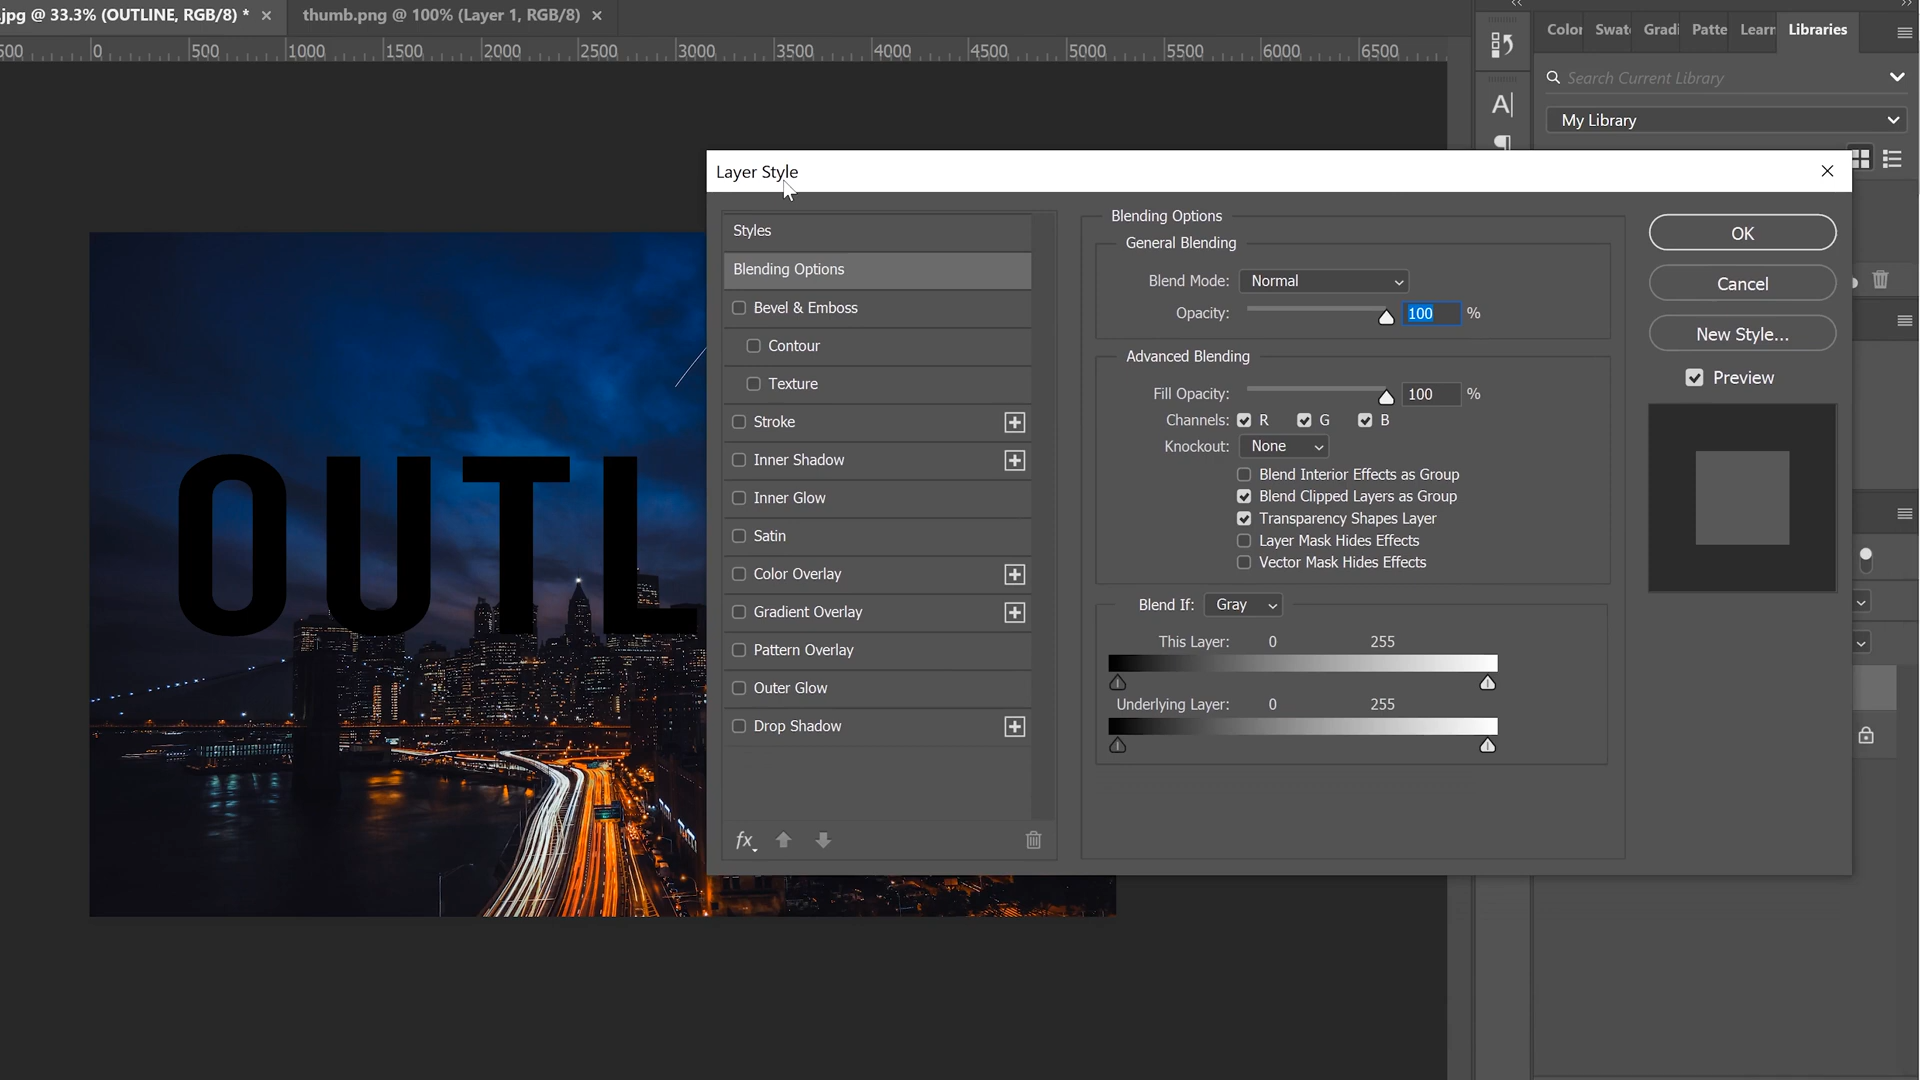 .jpg @ 33.3% (OUTLINE, RGB/8) * × thumb.png @ 100% (Layer 1, RGB/8) ×
500 0 500 1000 1500 2000 2500 3000 3500 4000 4500 5000 5500 6000 6500
Color Swat Gradi Patte Learn Libraries
Search Current Library
My Library
A
Layer Style
Styles
Blending Options
Bevel & Emboss
Contour
Texture
Stroke
Inner Shadow
Inner Glow
Satin
Color Overlay
Gradient Overlay
Pattern Overlay
Outer Glow
Drop Shadow
fx
Blending Options
General Blending
Blend Mode: Normal
Opacity: 100 %
Advanced Blending
Fill Opacity: 100 %
Channels: R G B
Knockout: None
Blend Interior Effects as Group
Blend Clipped Layers as Group
Transparency Shapes Layer
Layer Mask Hides Effects
Vector Mask Hides Effects
Blend If: Gray
This Layer: 0 255
Underlying Layer: 0 255
OK
Cancel
New Style...
Preview
OUTL